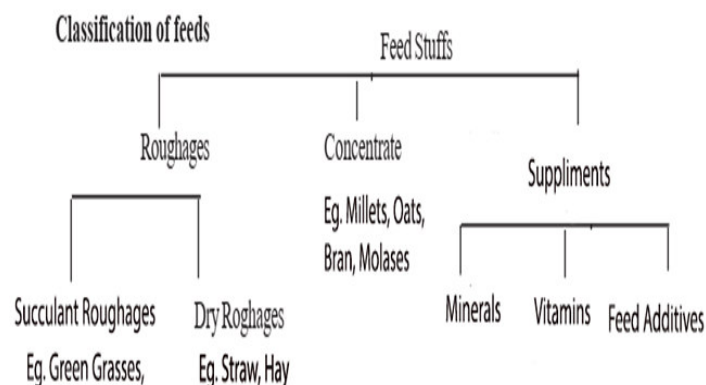 Classification of feeds
Feed Stuffs
Roughages
Concentrate
Eg. Millets, Oats,
Bran, Molases
Suppliments
Succulant Roughages
Eg. Green Grasses,
Dry Roghages
Eg. Straw, Hay
Minerals
Vitamins
Feed Additives